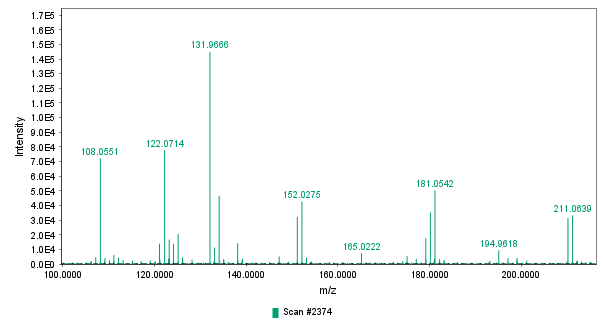 1.7E5
1.6E5
1.5E5
1.4E5
1.3E5
1.2E5
1.1E5
1.0E5
9.0E4
8.0E4
7.0E4
6.0E4
5.0E4
4.0E4
3.0E4
2.0E4
1.0E4
0.0E0
Intensity
131.9666
122.0714
108.0551
181.0542
152.0275
211.0639
165.0222
194.9618
100.0000 120.0000 140.0000 160.0000 180.0000 200.0000
m/z
Scan #2374